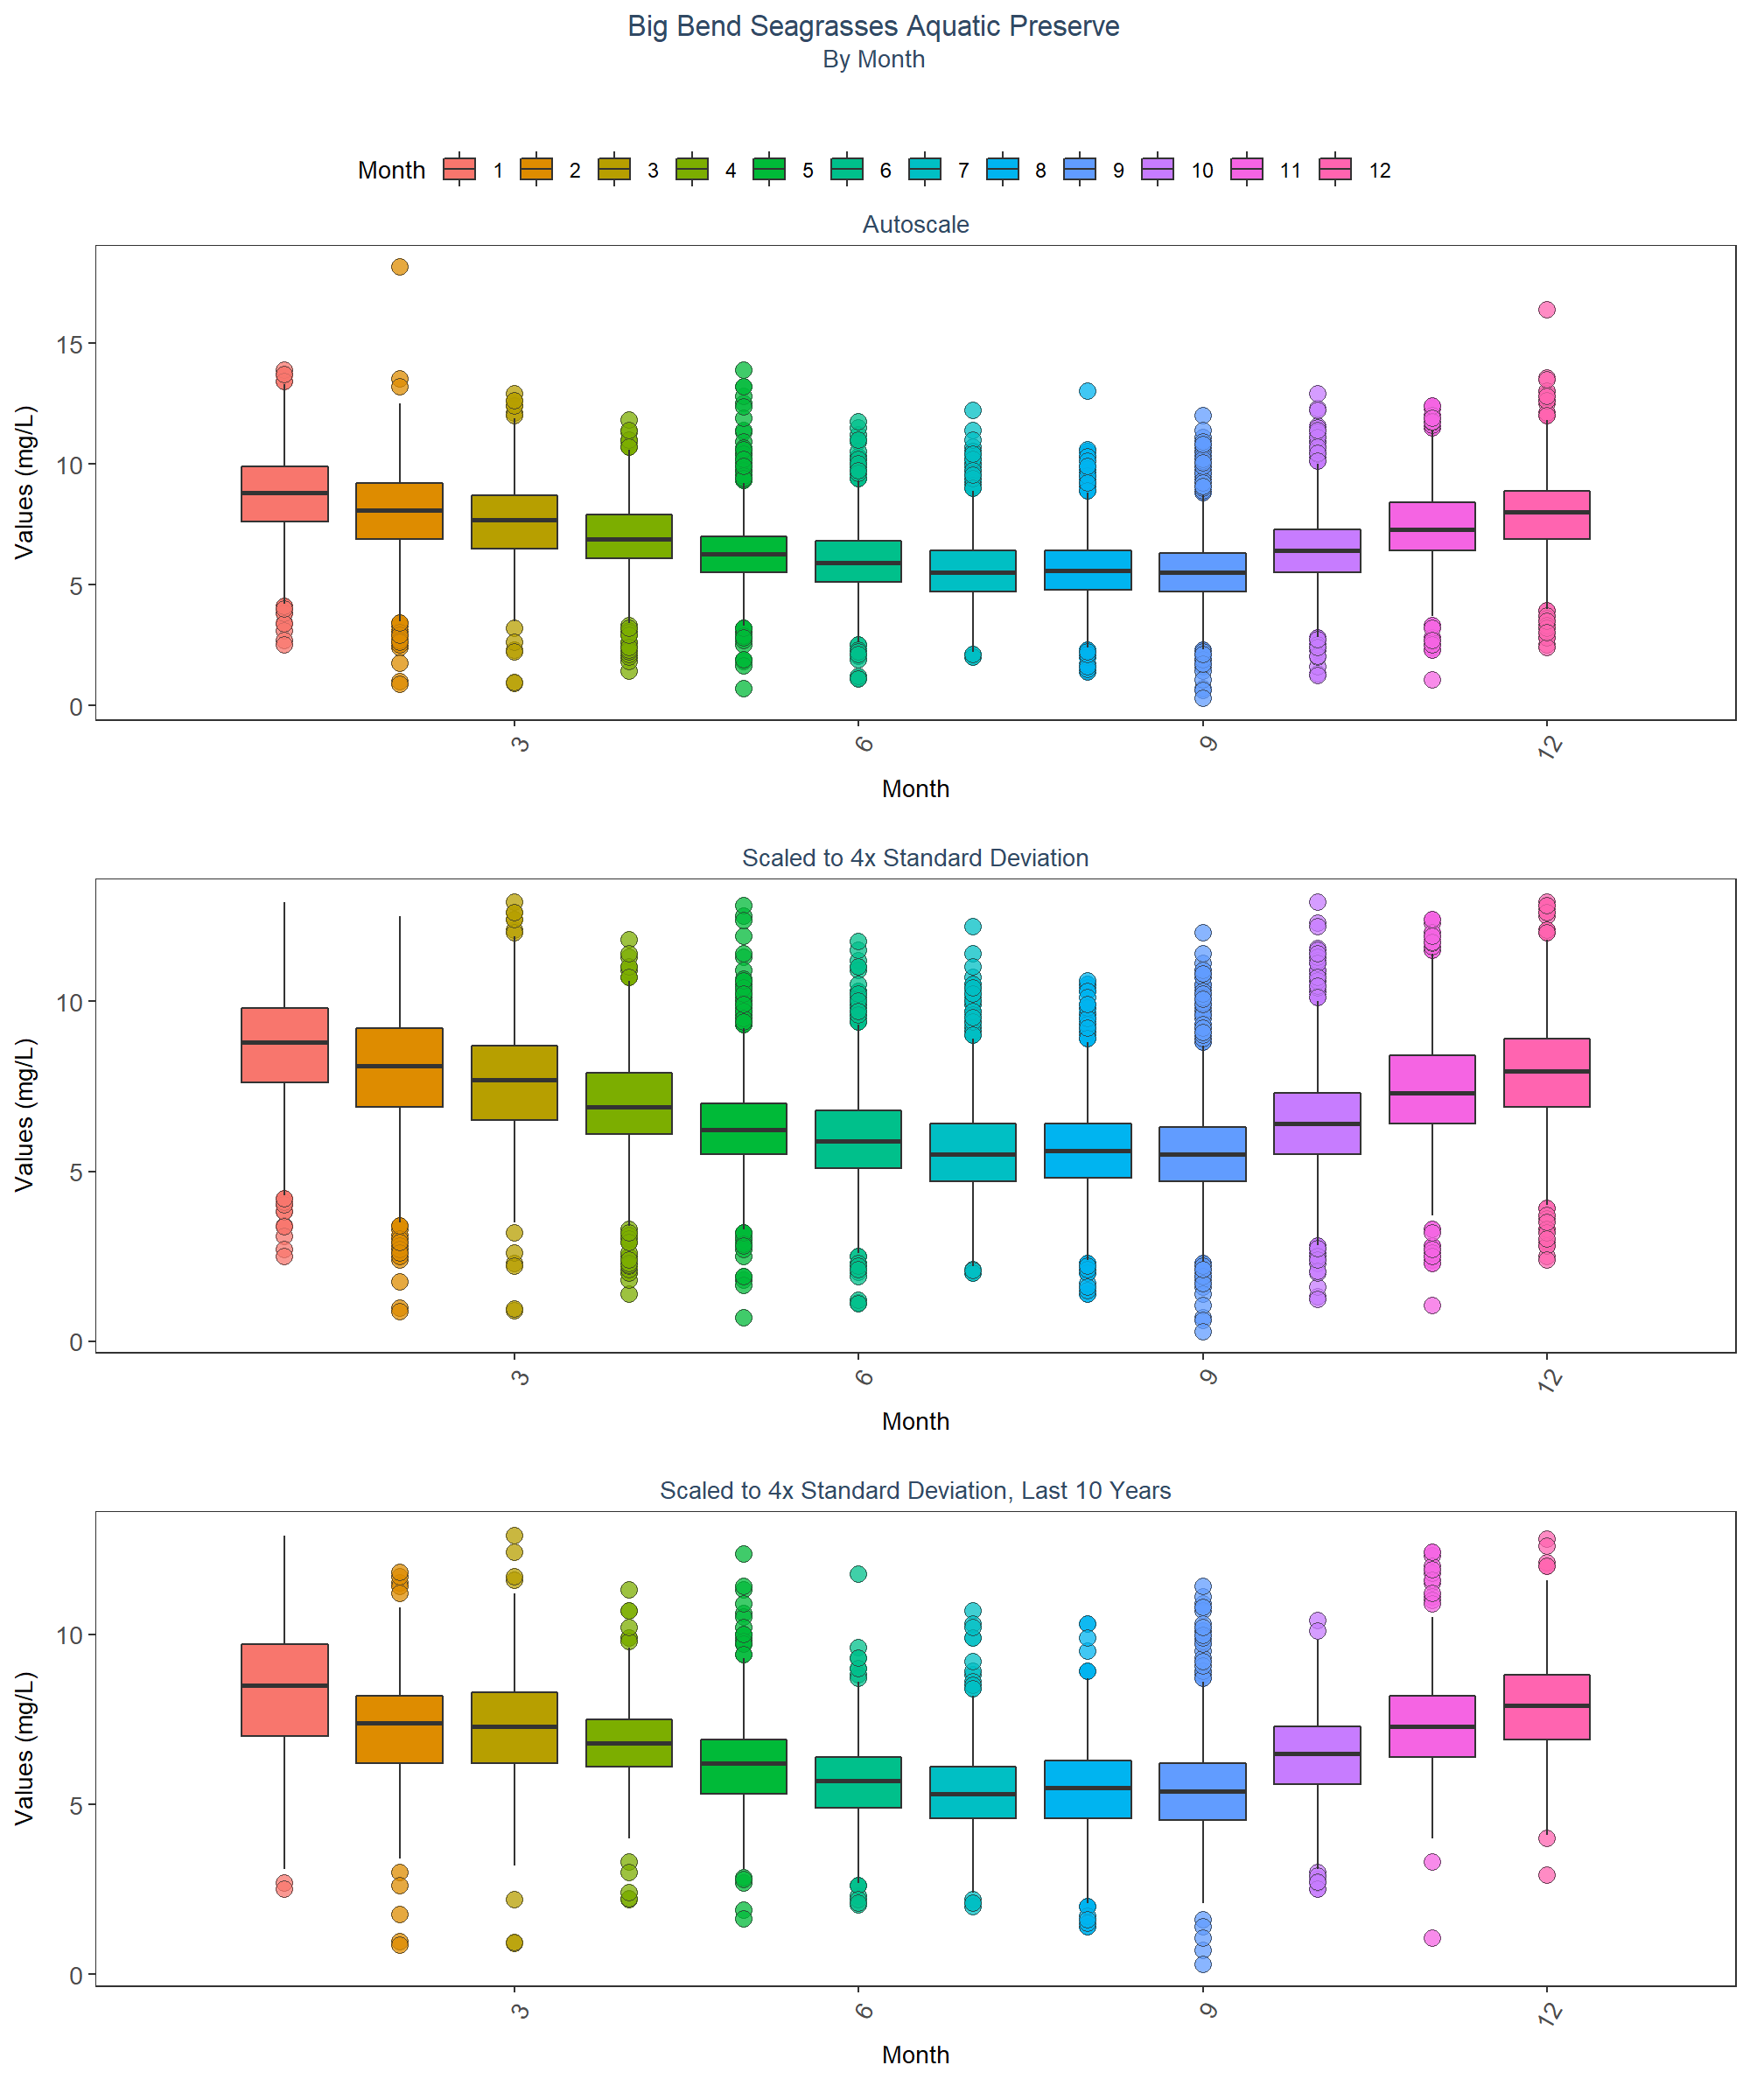 Big Bend Seagrasses Aquatic Preserve
By Month
Month 1 2 3 4 5 6 7 8 9 10 11 12
Autoscale
Values (mg/L)
15
10
5
0
3 6 9 12
Month
Scaled to 4x Standard Deviation
Values (mg/L)
10
5
0
3 6 9 12
Month
Scaled to 4x Standard Deviation, Last 10 Years
Values (mg/L)
10
5
0
3 6 9 12
Month